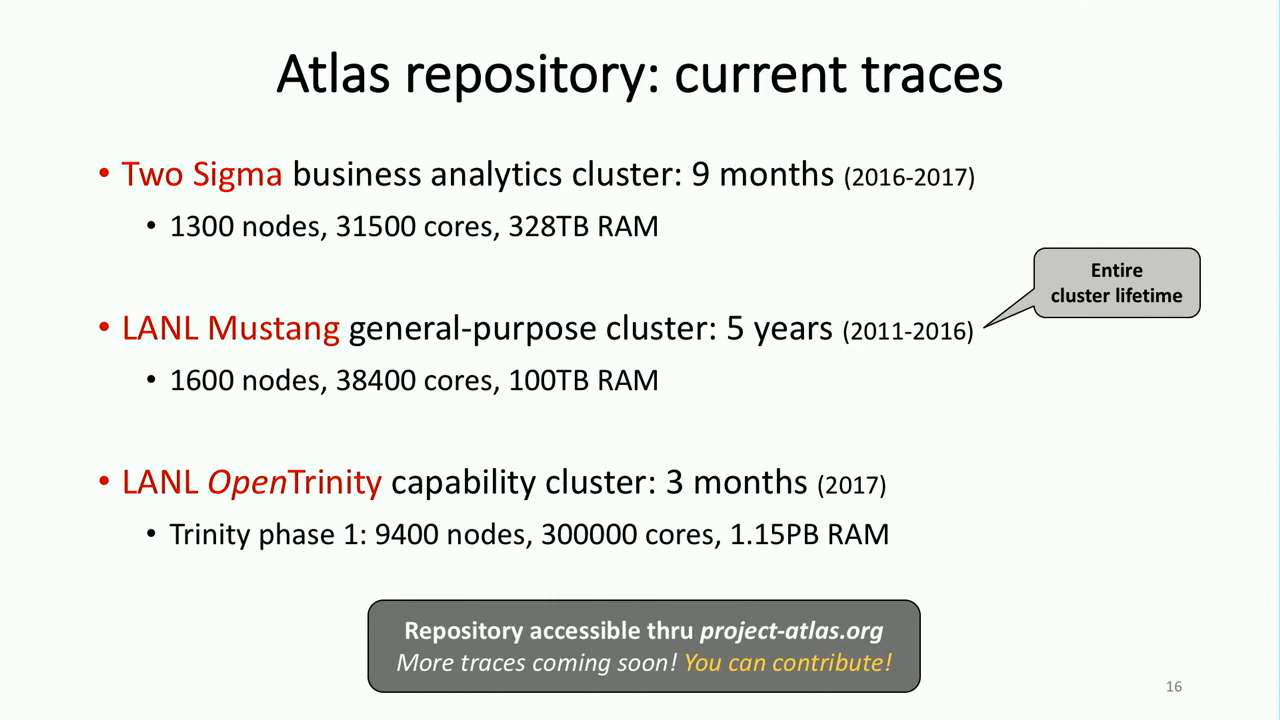 Atlas repository: current traces
• Two Sigma business analytics cluster: 9 months (2016-2017)
• 1300 nodes, 31500 cores, 328TB RAM
Entire
cluster lifetime
• LANL Mustang general-purpose cluster: 5 years (2011-2016)
• 1600 nodes, 38400 cores, 100TB RAM
• LANL OpenTrinity capability cluster: 3 months (2017)
• Trinity phase 1: 9400 nodes, 300000 cores, 1.15PB RAM
Repository accessible thru project-atlas.org
More traces coming soon! You can contribute!
16